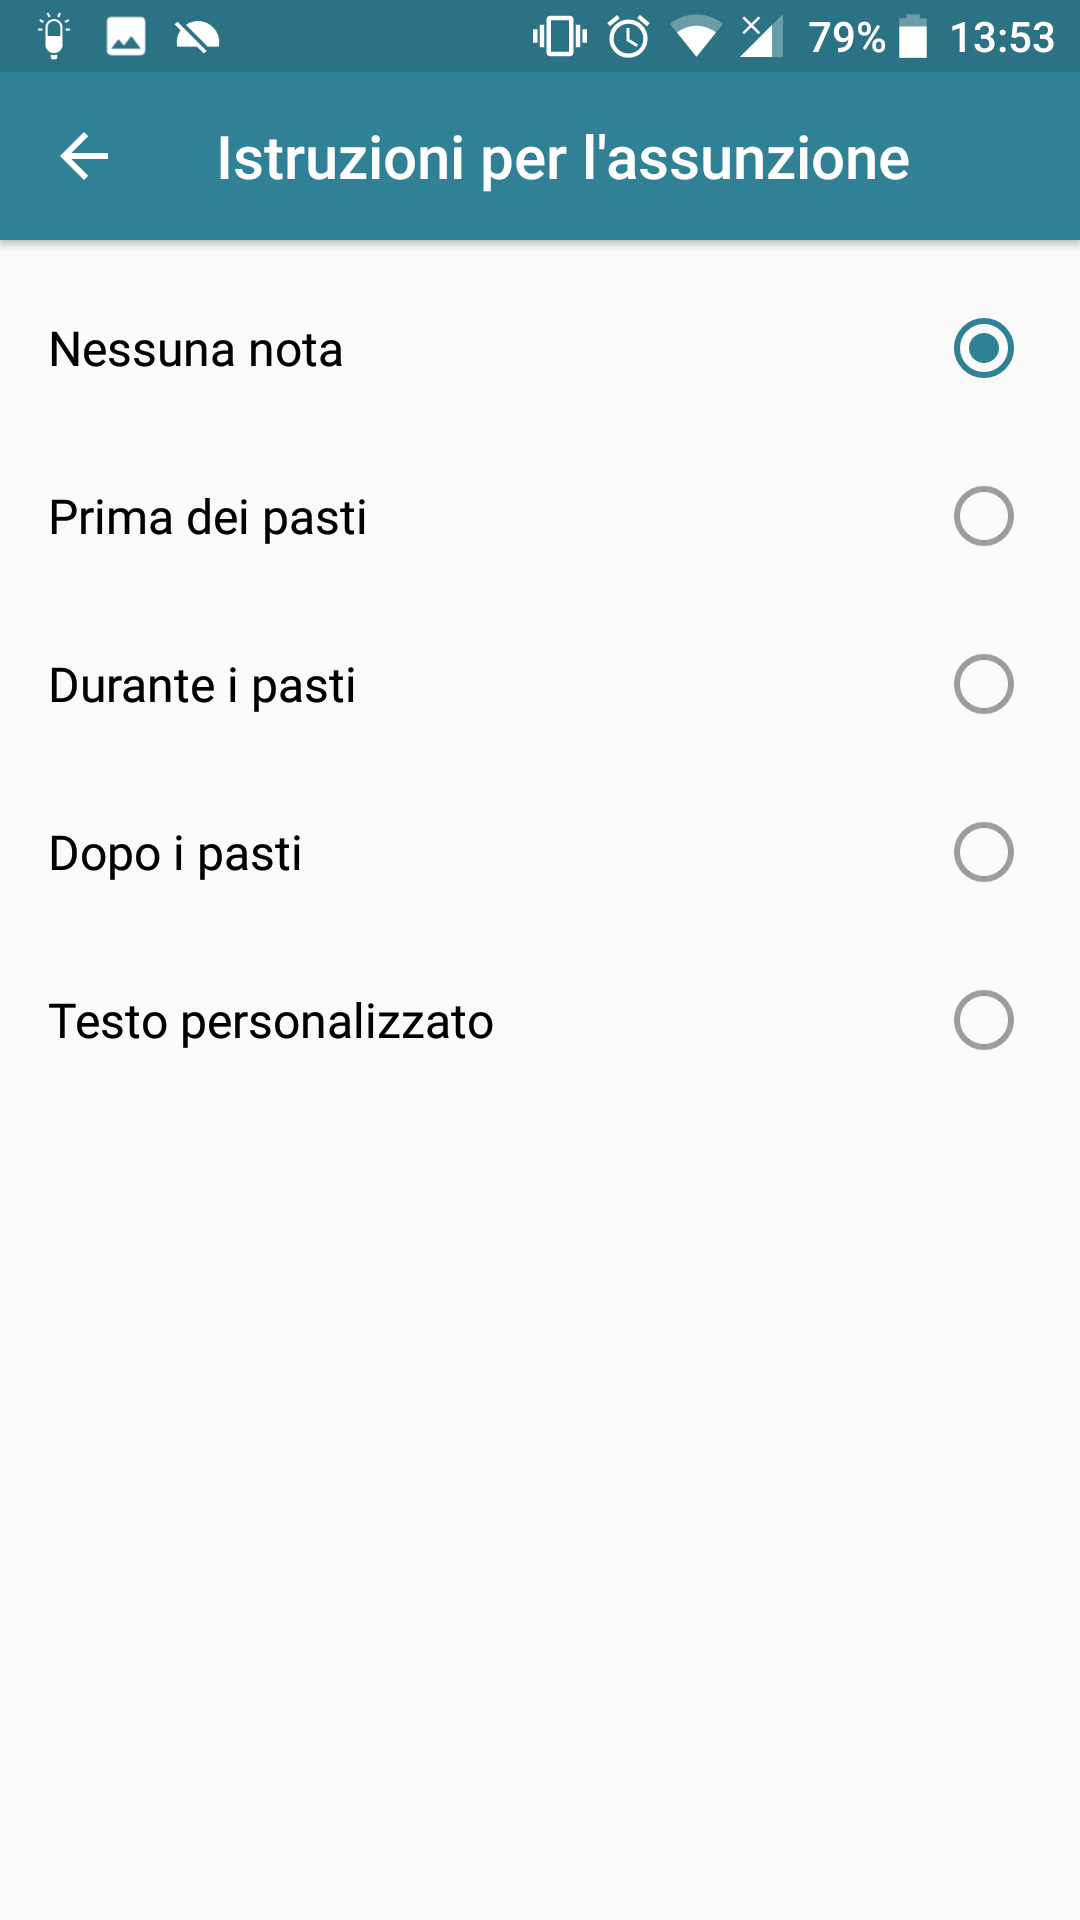 79% 13:53
Istruzioni per l'assunzione
Nessuna nota
Prima dei pasti
Durante i pasti
Dopo i pasti
Testo personalizzato